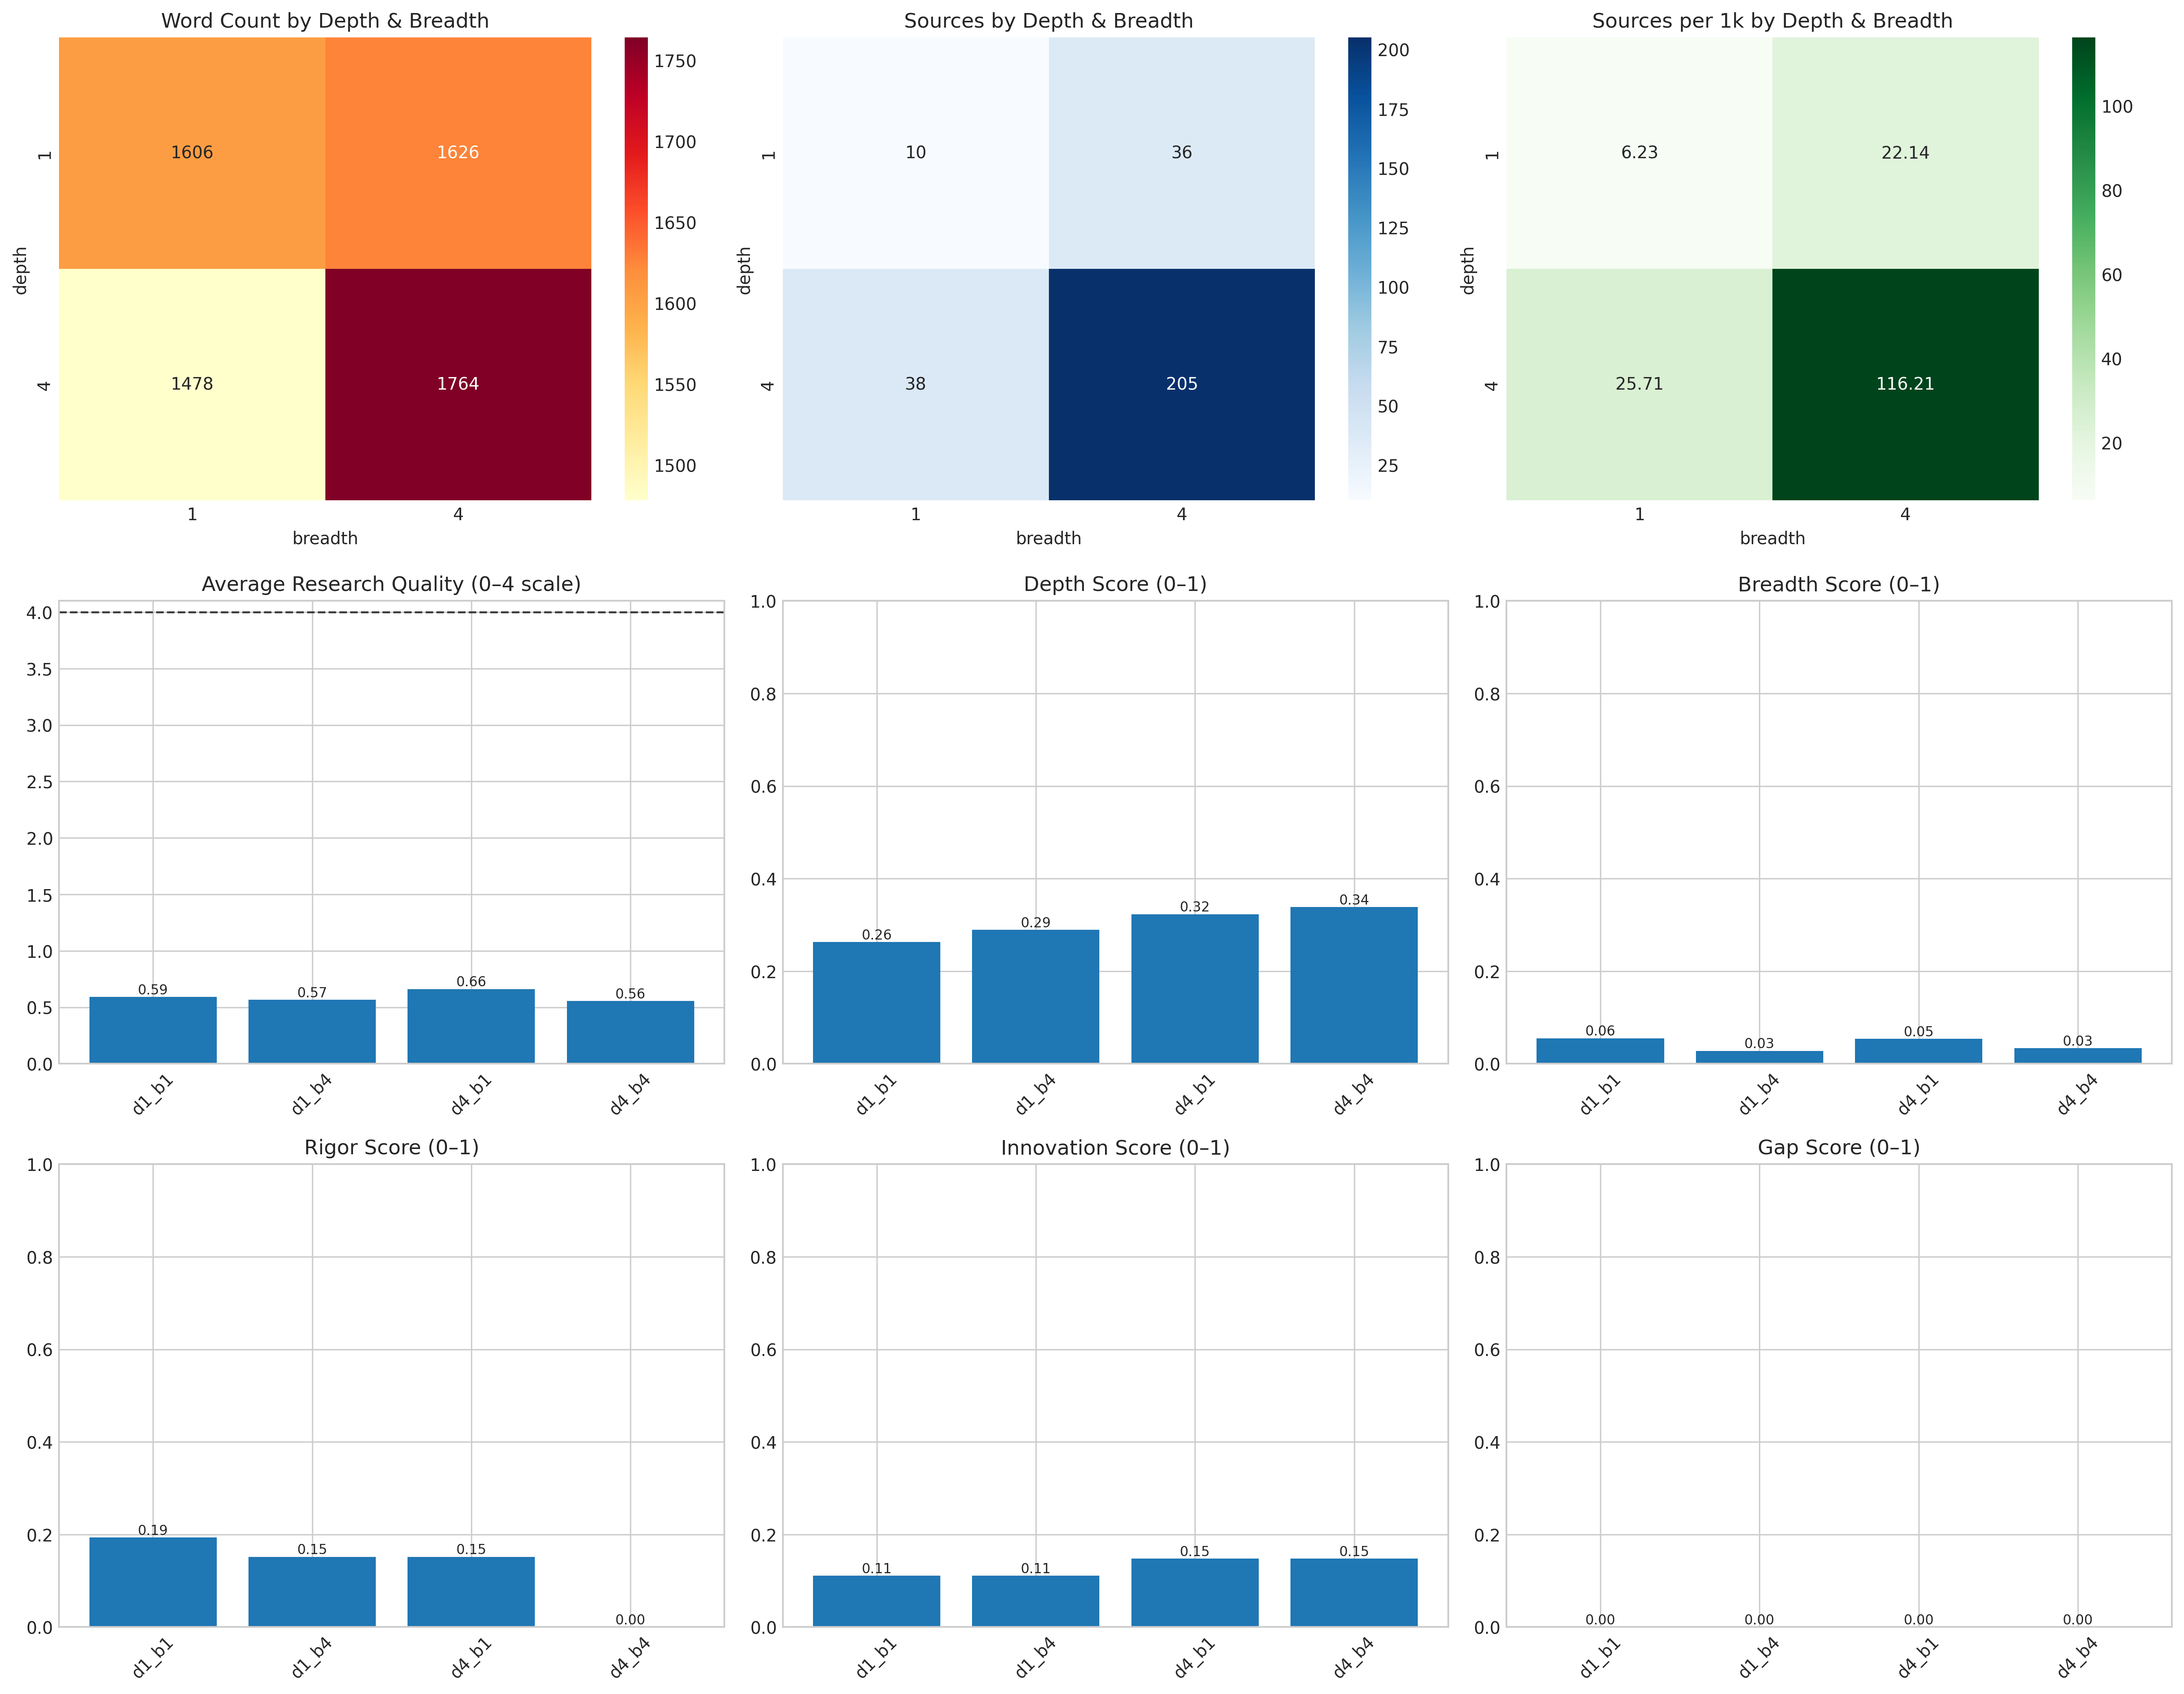 Word Count by Depth & Breadth
1606
1626
1478
1764
1
4
depth
1
4
breadth
1750
1700
1650
1600
1550
1500
Sources by Depth & Breadth
10
36
38
205
1
4
depth
1
4
breadth
200
175
150
125
100
75
50
25
Sources per 1k by Depth & Breadth
6.23
22.14
25.71
116.21
1
4
depth
1
4
breadth
100
80
60
40
20
Average Research Quality (0–4 scale)
4.0
3.5
3.0
2.5
2.0
1.5
1.0
0.5
0.0
0.59
0.57
0.66
0.56
d1_b1
d1_b4
d4_b1
d4_b4
Depth Score (0–1)
1.0
0.8
0.6
0.4
0.2
0.0
0.26
0.29
0.32
0.34
d1_b1
d1_b4
d4_b1
d4_b4
Breadth Score (0–1)
1.0
0.8
0.6
0.4
0.2
0.0
0.06
0.03
0.05
0.03
d1_b1
d1_b4
d4_b1
d4_b4
Rigor Score (0–1)
1.0
0.8
0.6
0.4
0.2
0.0
0.19
0.15
0.15
0.00
d1_b1
d1_b4
d4_b1
d4_b4
Innovation Score (0–1)
1.0
0.8
0.6
0.4
0.2
0.0
0.11
0.11
0.15
0.15
d1_b1
d1_b4
d4_b1
d4_b4
Gap Score (0–1)
1.0
0.8
0.6
0.4
0.2
0.0
0.00
0.00
0.00
0.00
d1_b1
d1_b4
d4_b1
d4_b4